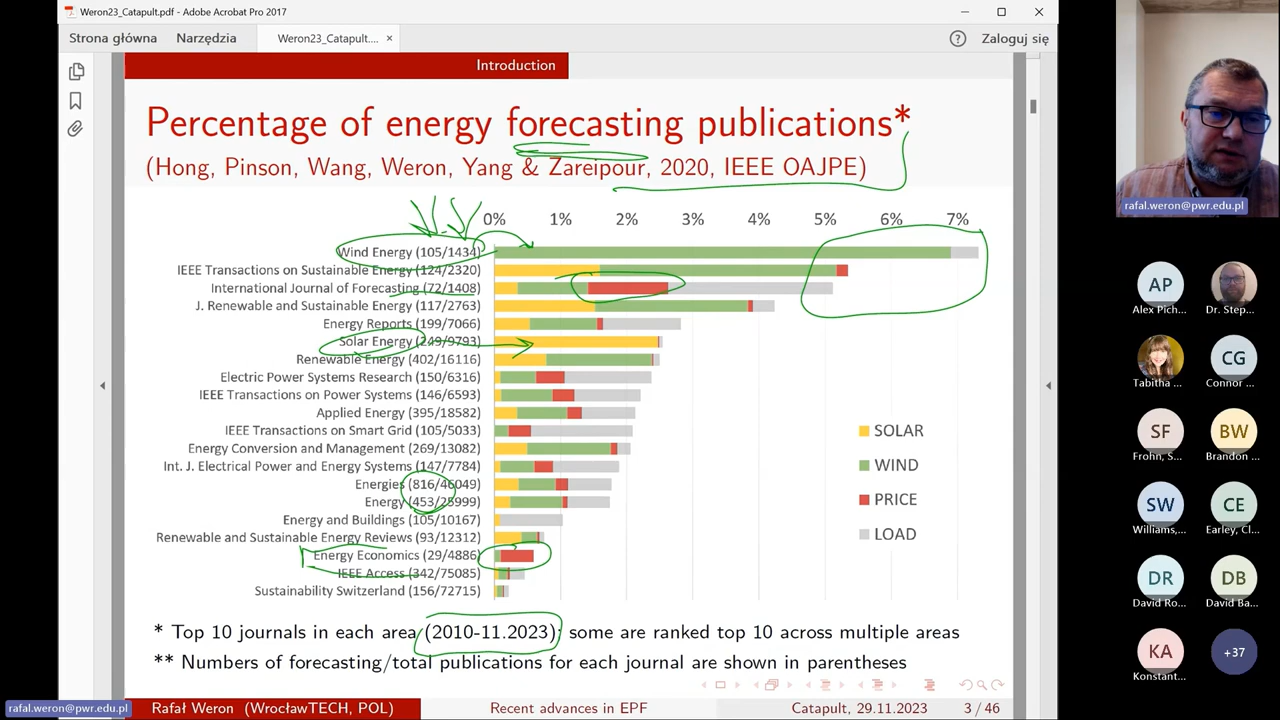 Weron23_Catapult.pdf - Adobe Acrobat Pro 2017
Strona główna Narzędzia Weron23_Catapult.... × ? Zaloguj się
Introduction
Percentage of energy forecasting publications*
(Hong, Pinson, Wang, Weron, Yang & Zareipour, 2020, IEEE OAJPE)
0% 1% 2% 3% 4% 5% 6% 7%
Wind Energy (105/1434)
IEEE Transactions on Sustainable Energy (124/2320)
International Journal of Forecasting (72/1408)
J. Renewable and Sustainable Energy (117/2763)
Energy Reports (199/7066)
Solar Energy (249/9793)
Renewable Energy (402/16116)
Electric Power Systems Research (150/6316)
IEEE Transactions on Power Systems (146/6593)
Applied Energy (395/18582)
IEEE Transactions on Smart Grid (105/5033)
Energy Conversion and Management (269/13082)
Int. J. Electrical Power and Energy Systems (147/7784)
Energies (816/46049)
Energy (453/25999)
Energy and Buildings (105/10167)
Renewable and Sustainable Energy Reviews (93/12312)
Energy Economics (29/4886)
IEEE Access (342/75085)
Sustainability Switzerland (156/72715)
SOLAR
WIND
PRICE
LOAD
* Top 10 journals in each area (2010-11.2023); some are ranked top 10 across multiple areas
** Numbers of forecasting/total publications for each journal are shown in parentheses
rafal.weron@pwr.edu.pl
Rafał Weron (WrocławTECH, POL) Recent advances in EPF Catapult, 29.11.2023 3 / 46
rafal.weron@pwr.edu.pl
AP
Alex Pich...
Dr. Step...
Tabitha ...
CG
Connor ...
SF
Frohn, S...
BW
Brandon ...
SW
Williams,...
CE
Earley, Cl...
DR
David Ro...
DB
David Ba...
KA
Konstant...
+37